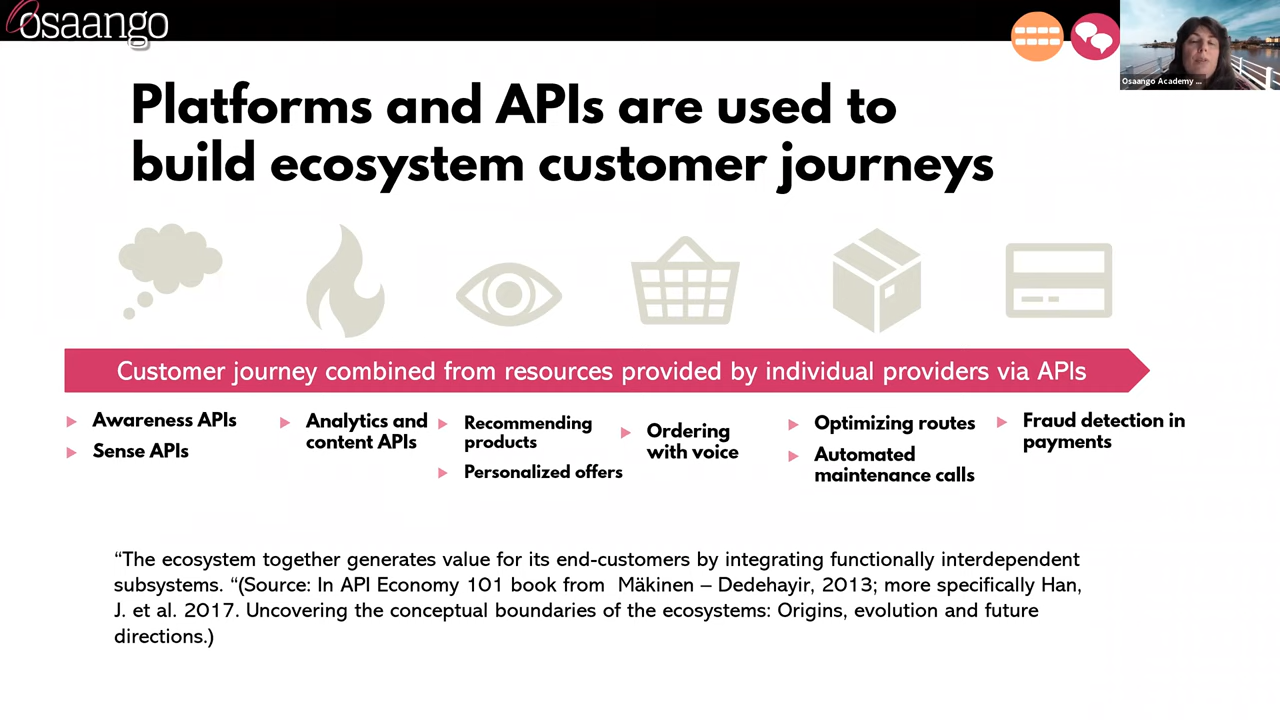 osaango
Osaango Academy ...
Platforms and APIs are used to
build ecosystem customer journeys
Customer journey combined from resources provided by individual providers via APIs
Awareness APIs
Sense APIs
Analytics and
content APIs
Recommending
products
Personalized offers
Ordering
with voice
Optimizing routes
Automated
maintenance calls
Fraud detection in
payments
“The ecosystem together generates value for its end-customers by integrating functionally interdependent
subsystems. “(Source: In API Economy 101 book from Mäkinen – Dedehayir, 2013; more specifically Han,
J. et al. 2017. Uncovering the conceptual boundaries of the ecosystems: Origins, evolution and future
directions.)